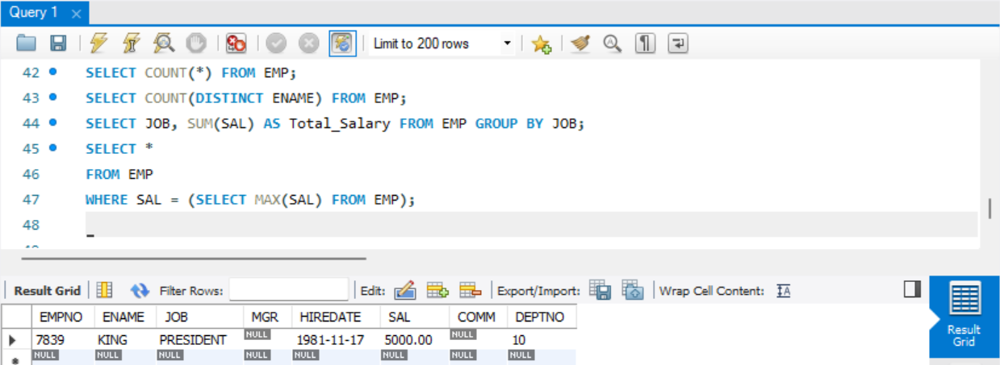 Query 1
Limit to 200 rows
42 SELECT COUNT(*) FROM EMP;
43 SELECT COUNT(DISTINCT ENAME) FROM EMP;
44 SELECT JOB, SUM(SAL) AS Total_Salary FROM EMP GROUP BY JOB;
45 SELECT *
46 FROM EMP
47 WHERE SAL = (SELECT MAX(SAL) FROM EMP);
48
Result Grid Filter Rows: Edit: Export/Import: Wrap Cell Content:
EMPNO ENAME JOB MGR HIREDATE SAL COMM DEPTNO
7839 KING PRESIDENT NULL 1981-11-17 5000.00 NULL 10
NULL NULL NULL NULL NULL NULL NULL NULL
Result
Grid